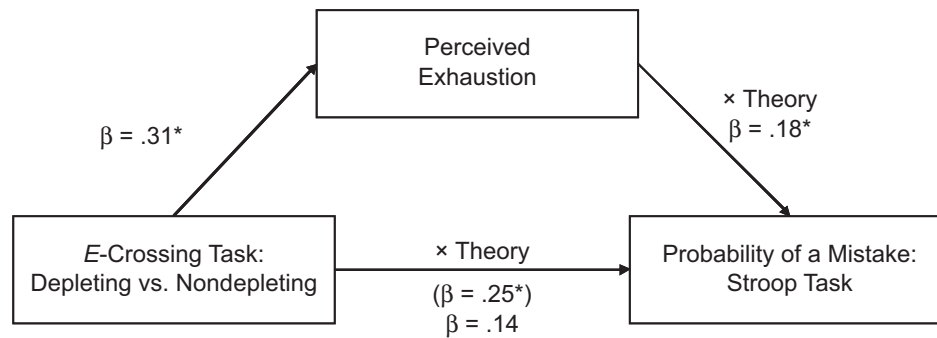 Perceived
Exhaustion
× Theory
β = .18*
β = .31*
E-Crossing Task:
Depleting vs. Nondepleting
× Theory
(β = .25*)
β = .14
Probability of a Mistake:
Stroop Task